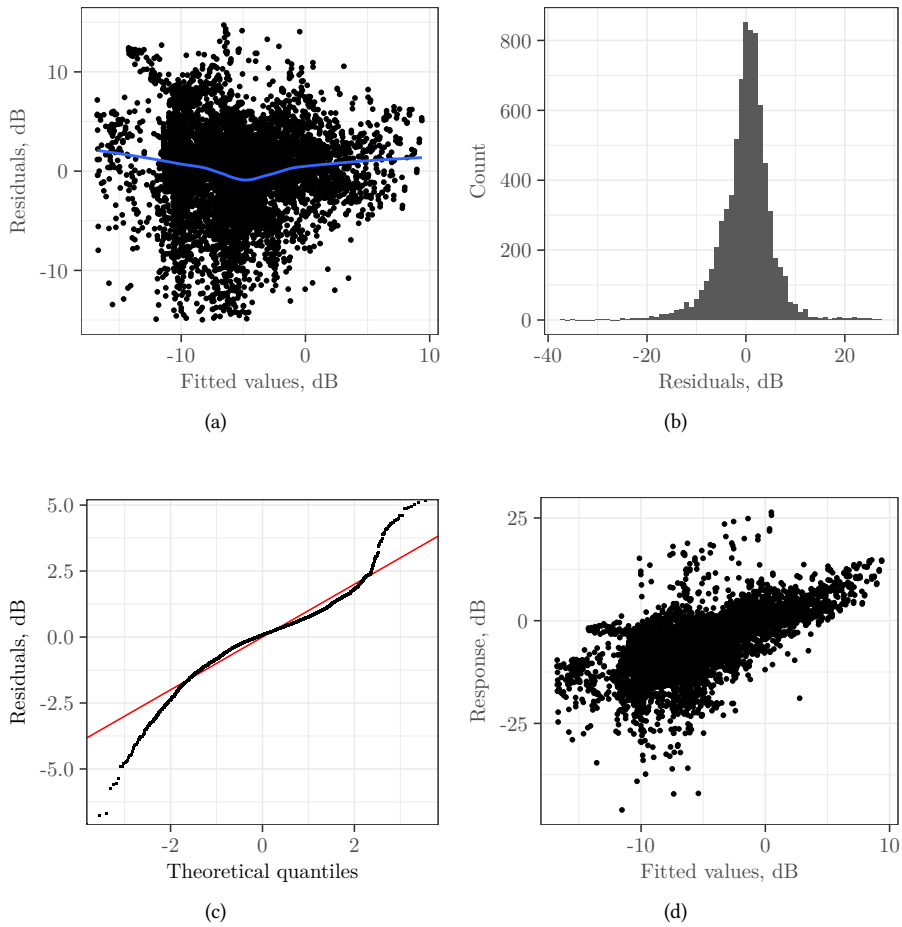 10
0
-10
Residuals, dB
-10
0
10
Fitted values, dB
(a)
800
600
400
200
0
Count
-40
-20
0
20
Residuals, dB
(b)
5.0
2.5
0.0
-2.5
-5.0
Residuals, dB
-2
0
2
Theoretical quantiles
(c)
25
0
-25
Response, dB
-10
0
10
Fitted values, dB
(d)